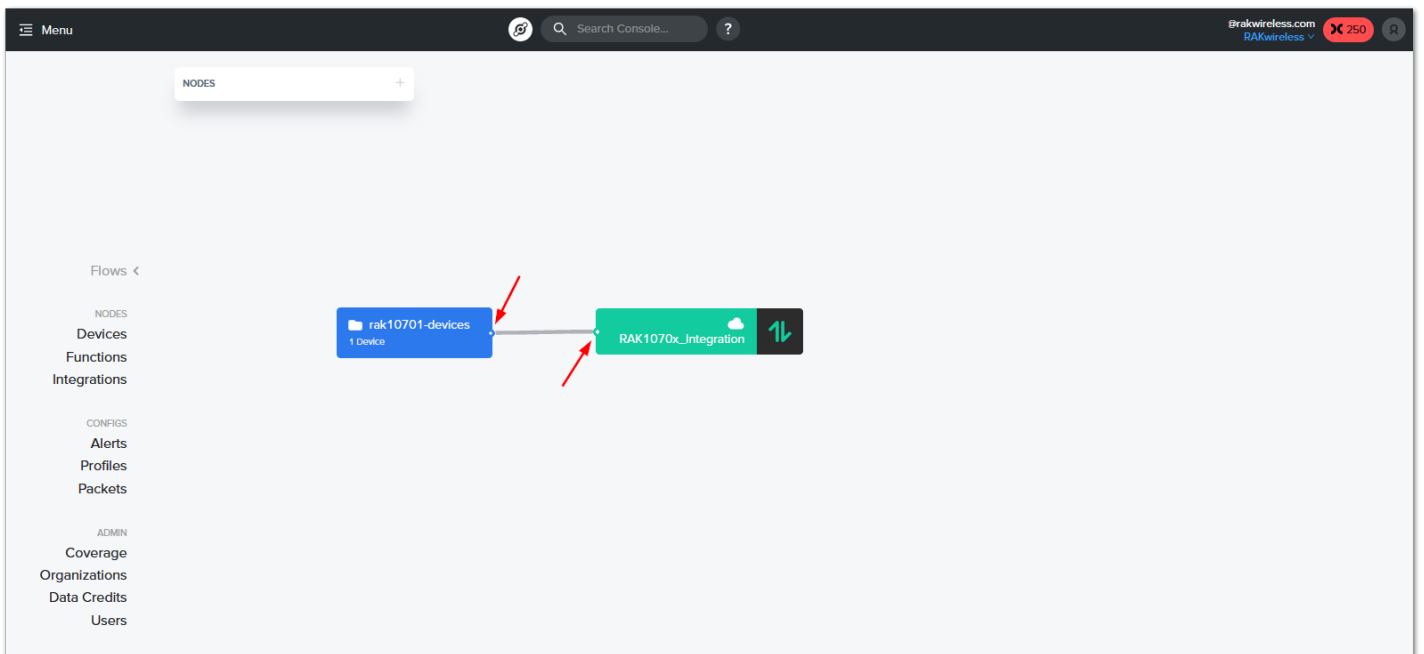 Menu
Search Console...
?
@rakwireless.com
RAKwireless
250
NODES
+
Flows
NODES
Devices
Functions
Integrations
CONFIGS
Alerts
Profiles
Packets
ADMIN
Coverage
Organizations
Data Credits
Users
rak10701-devices
1 Device
RAK1070x_Integration